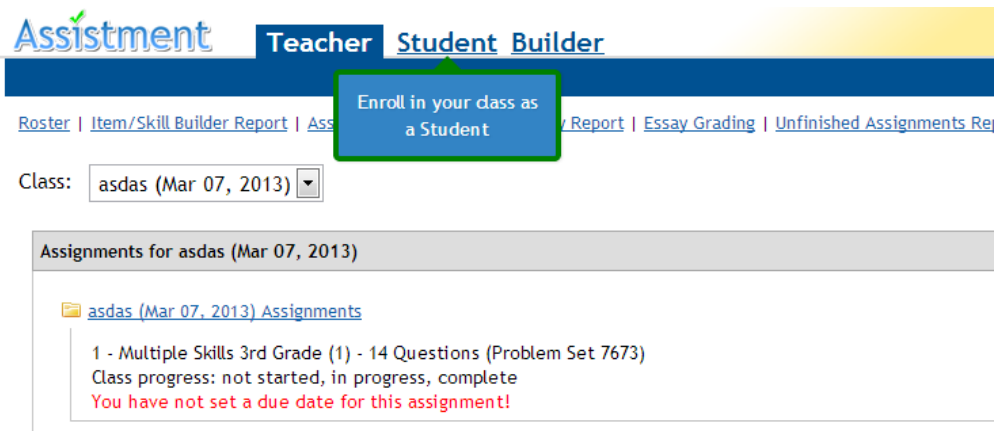 Assistment Teacher Student Builder
Enroll in your class as
a Student
Roster | Item/Skill Builder Report | Ass y Report | Essay Grading | Unfinished Assignments Rep
Class: asdas (Mar 07, 2013)
Assignments for asdas (Mar 07, 2013)
asdas (Mar 07, 2013) Assignments
1 - Multiple Skills 3rd Grade (1) - 14 Questions (Problem Set 7673)
Class progress: not started, in progress, complete
You have not set a due date for this assignment!